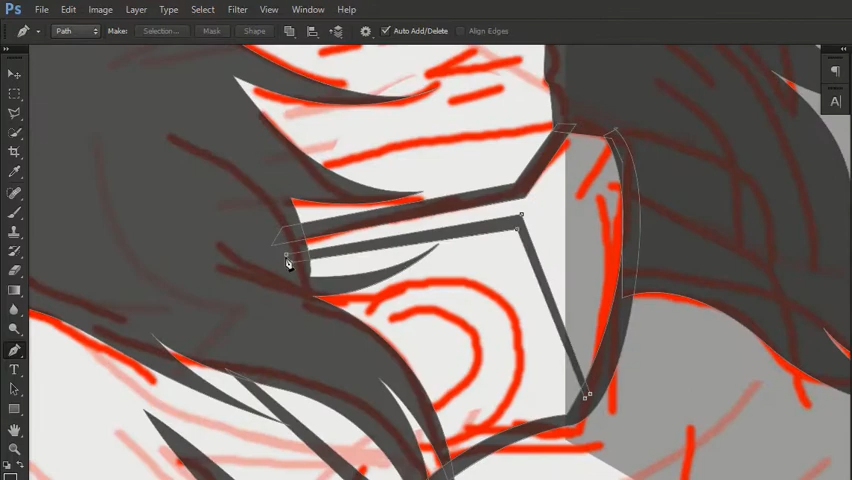 Ps File Edit Image Layer Type Select Filter View Window Help
Path Make: Selection... Mask Shape Auto Add/Delete Align Edges
A
T